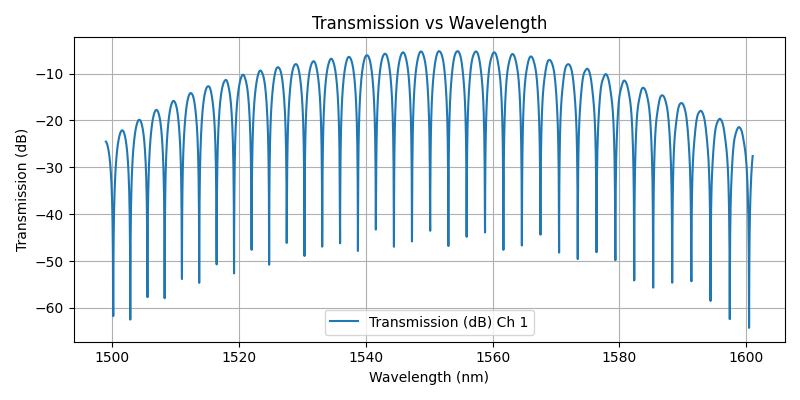 Transmission vs Wavelength
Transmission (dB)
−10
−20
−30
−40
−50
−60
Transmission (dB) Ch 1
1500 1520 1540 1560 1580 1600
Wavelength (nm)